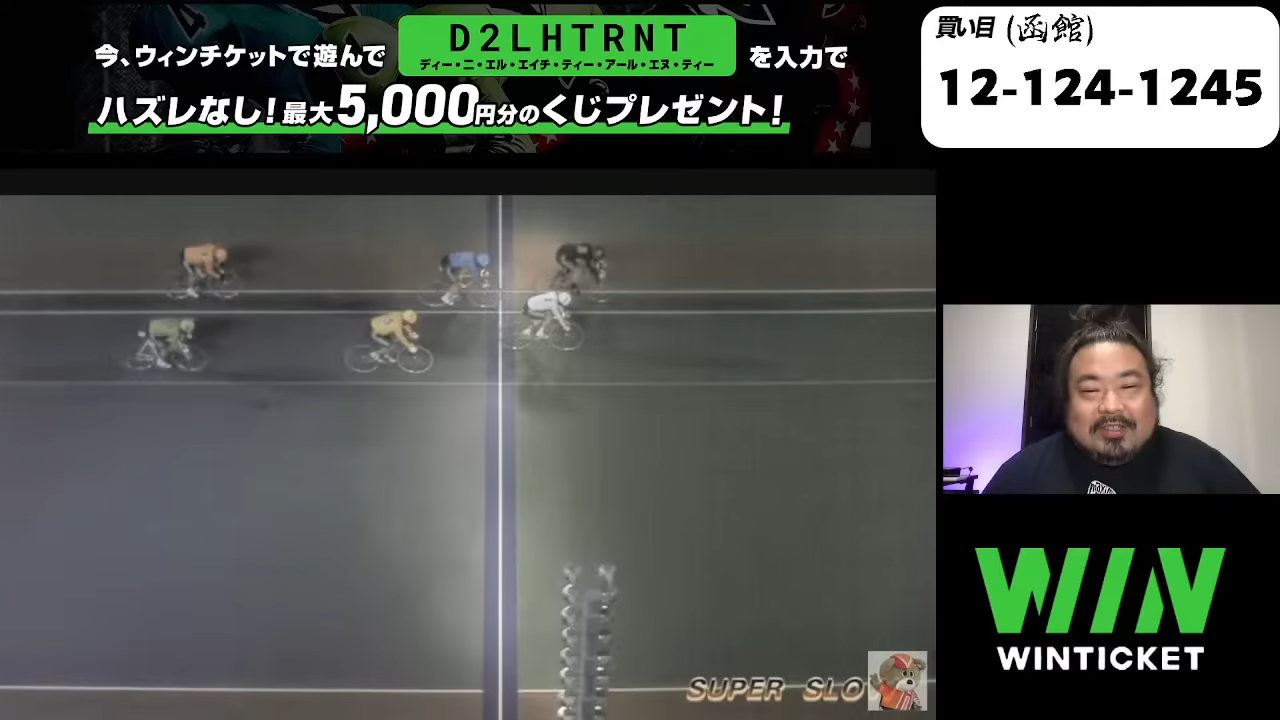 今、ウィンチケットで遊んで
D2LHTRNT
ディー・ニ・エル・エイチ・ティー・アール・エヌ・ティー
を入力で
ハズレなし!最大5,000円分のくじプレゼント!
買い目(函館)
12-124-1245
SUPER SLO
WIN
WINTICKET